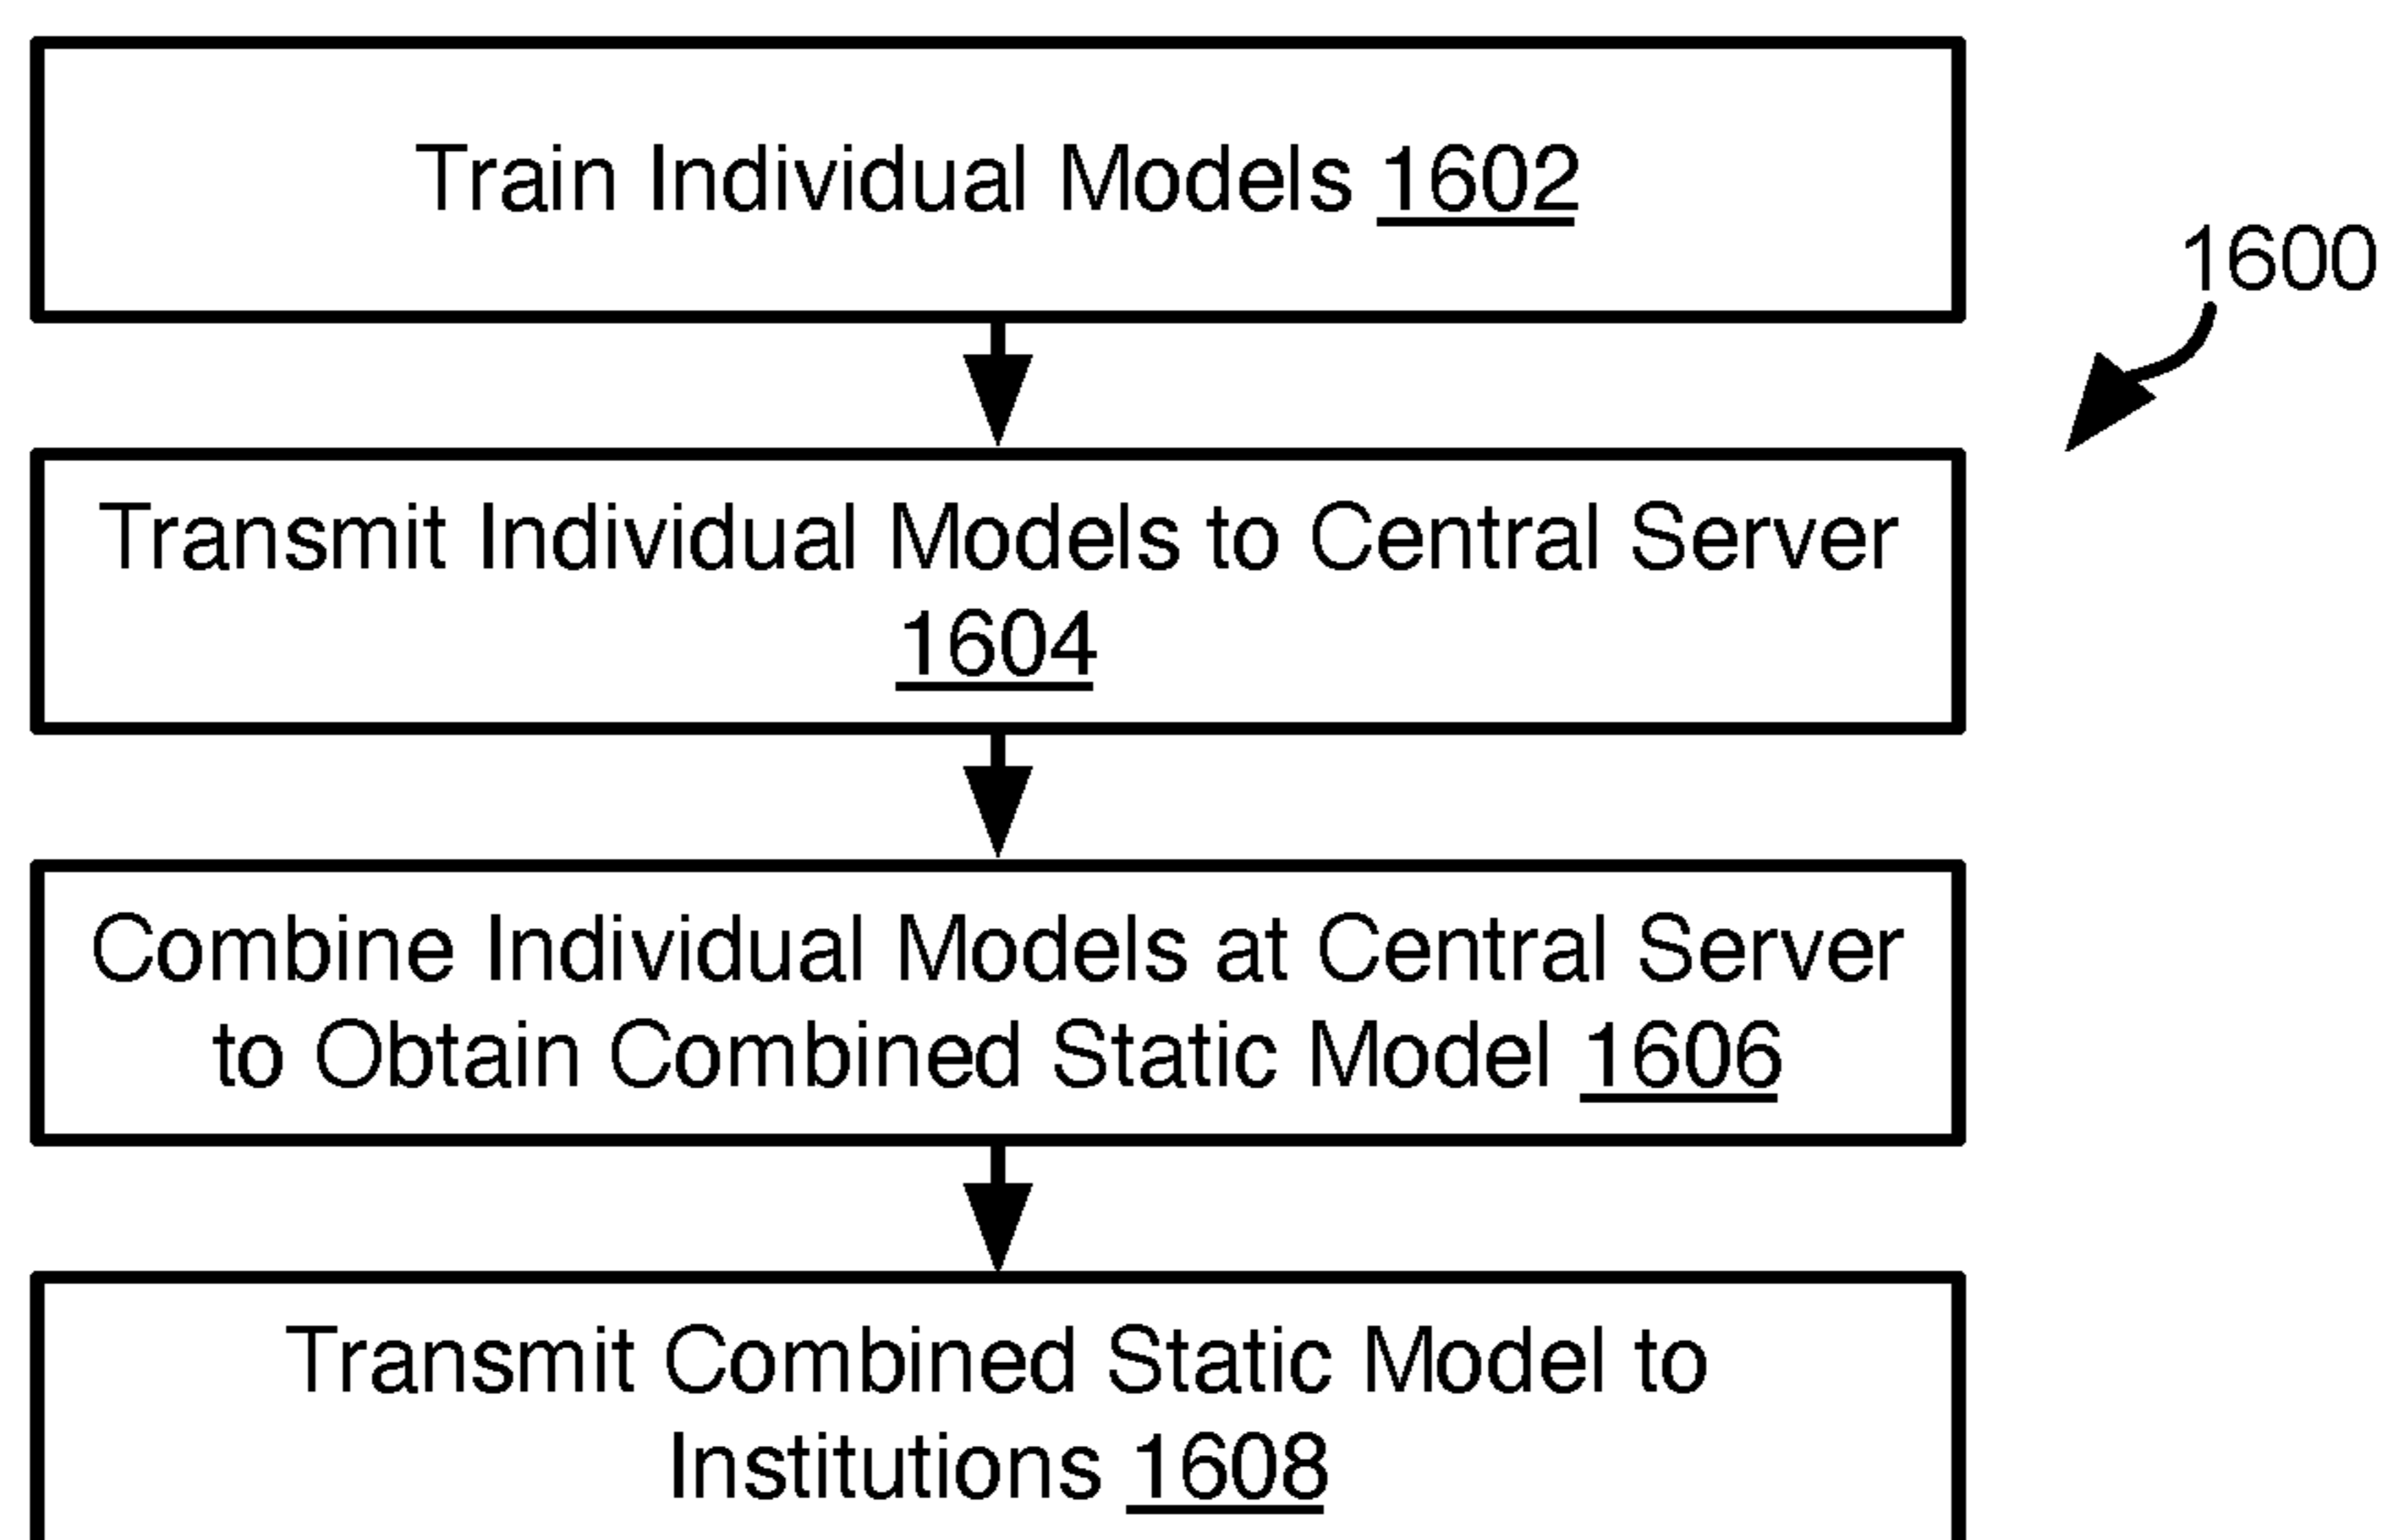 Train Individual Models 1602
1600
Transmit Individual Models to Central Server
1604
Combine Individual Models at Central Server
to Obtain Combined Static Model 1606
Transmit Combined Static Model to
Institutions 1608